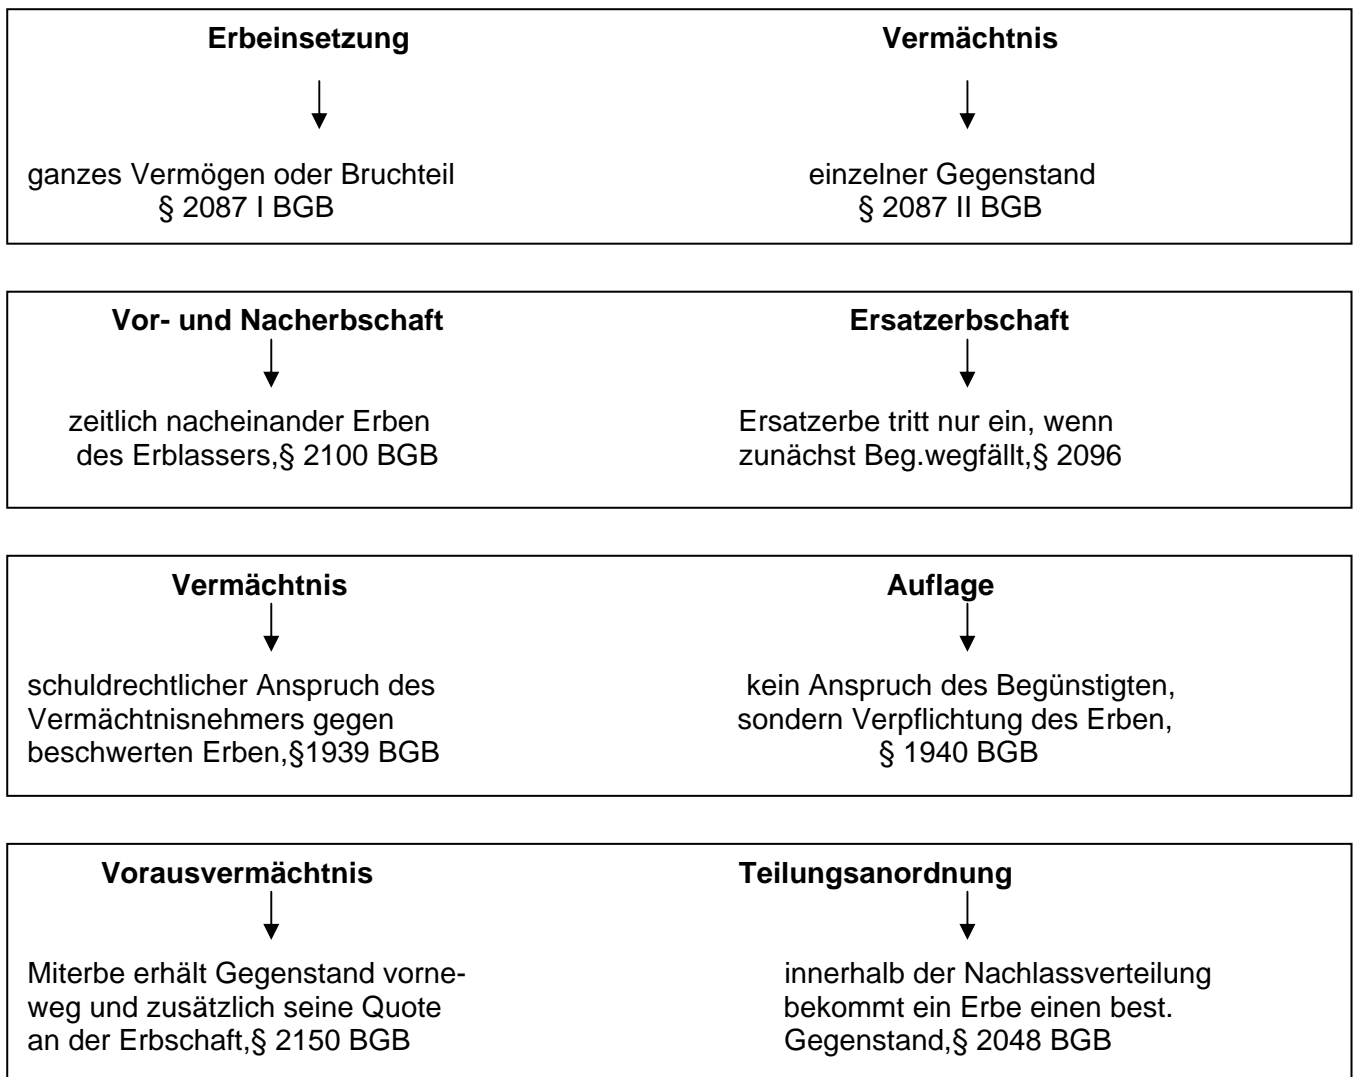 Erbeinsetzung
Vermächtnis
ganzes Vermögen oder Bruchteil
§ 2087 I BGB
einzelner Gegenstand
§ 2087 II BGB
Vor- und Nacherbschaft
Ersatzerbschaft
zeitlich nacheinander Erben
des Erblassers,§ 2100 BGB
Ersatzerbe tritt nur ein, wenn
zunächst Beg.wegfällt,§ 2096
Vermächtnis
Auflage
schuldrechtlicher Anspruch des
Vermächtnisnehmers gegen
beschwerten Erben,§1939 BGB
kein Anspruch des Begünstigten,
sondern Verpflichtung des Erben,
§ 1940 BGB
Vorausvermächtnis
Teilungsanordnung
Miterbe erhält Gegenstand vorne-
weg und zusätzlich seine Quote
an der Erbschaft,§ 2150 BGB
innerhalb der Nachlassverteilung
bekommt ein Erbe einen best.
Gegenstand,§ 2048 BGB